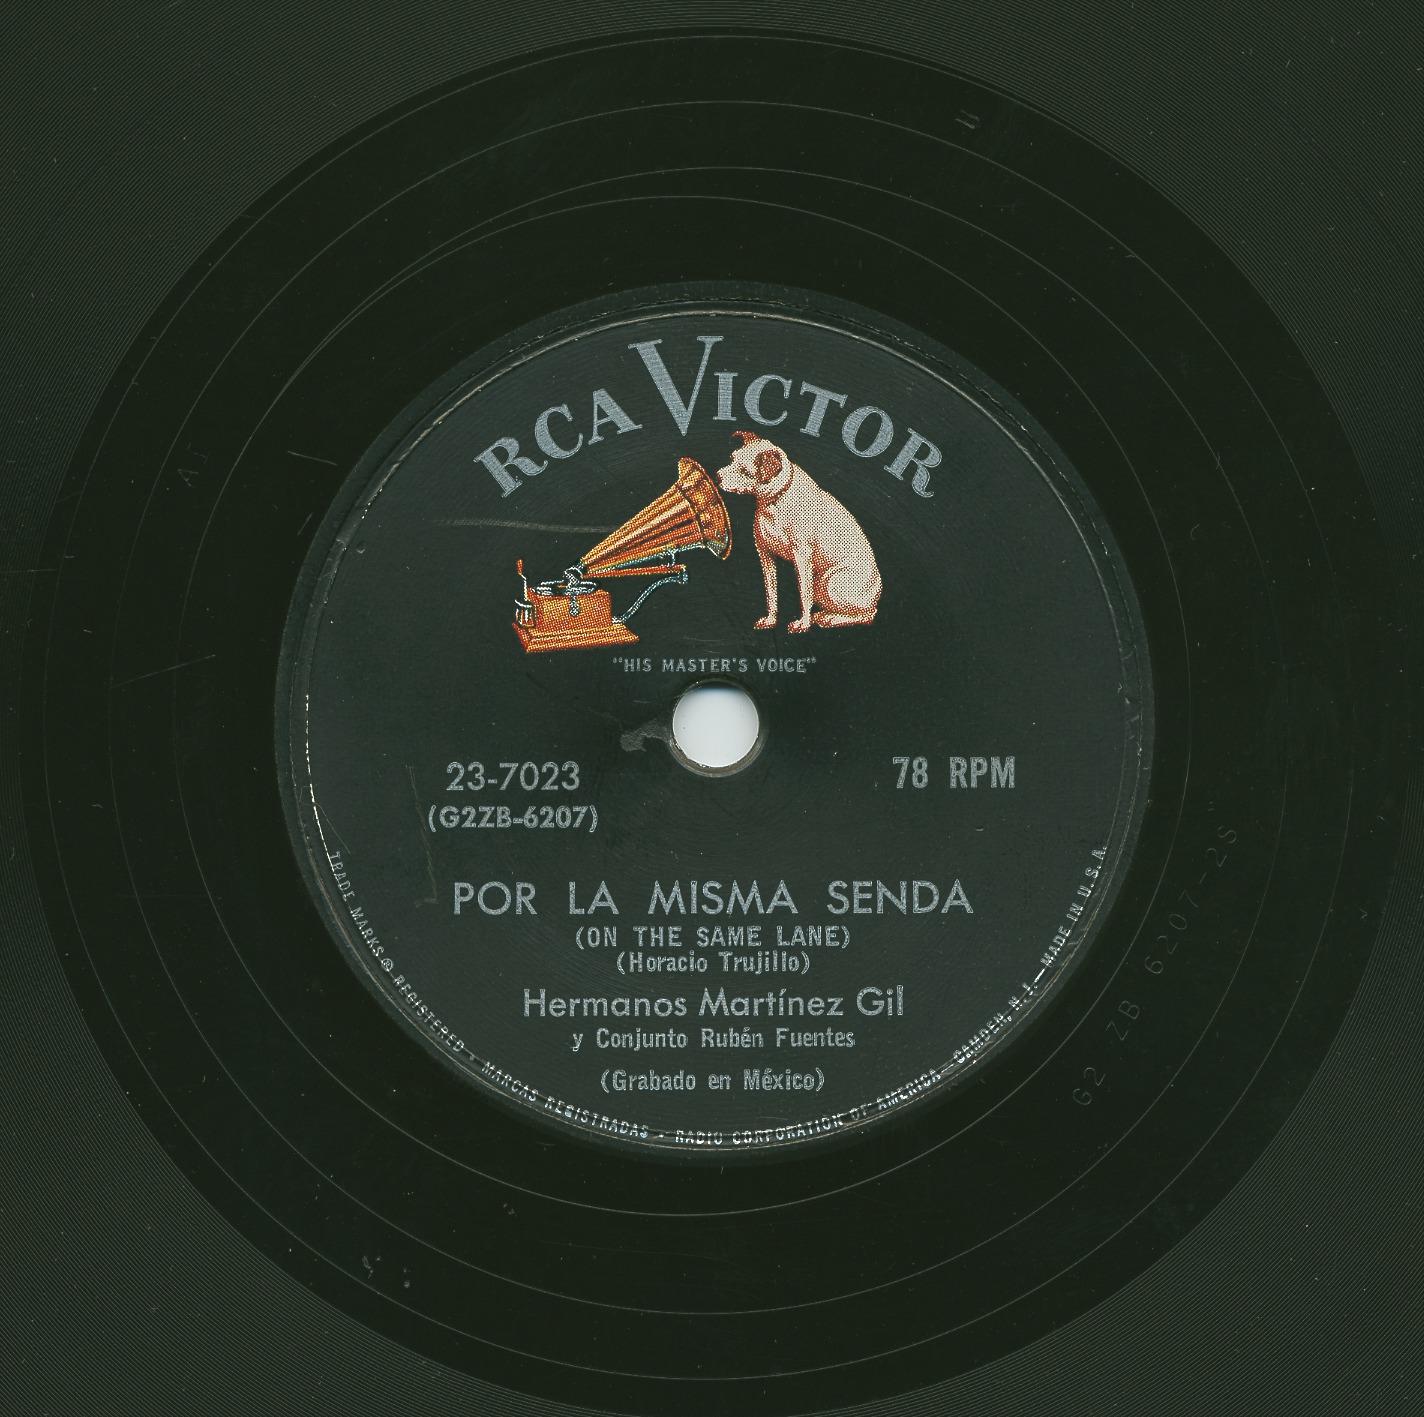 RCA VICTOR
"HIS MASTER'S VOICE"
23-7023
78 RPM
(G2ZB-6207)
POR LA MISMA SENDA
(ON THE SAME LANE)
(Horacio Trujillo)
Hermanos Martínez Gil
y Conjunto Rubén Fuentes
(Grabado en México)
TRADE MARKS ® REGISTERED • MARCAS REGISTRADAS - RADIO CORPORATION OF AMERICA — CAMDEN, N.J. — MADE IN U.S.A.
G2 ZB 6207-2S
A1